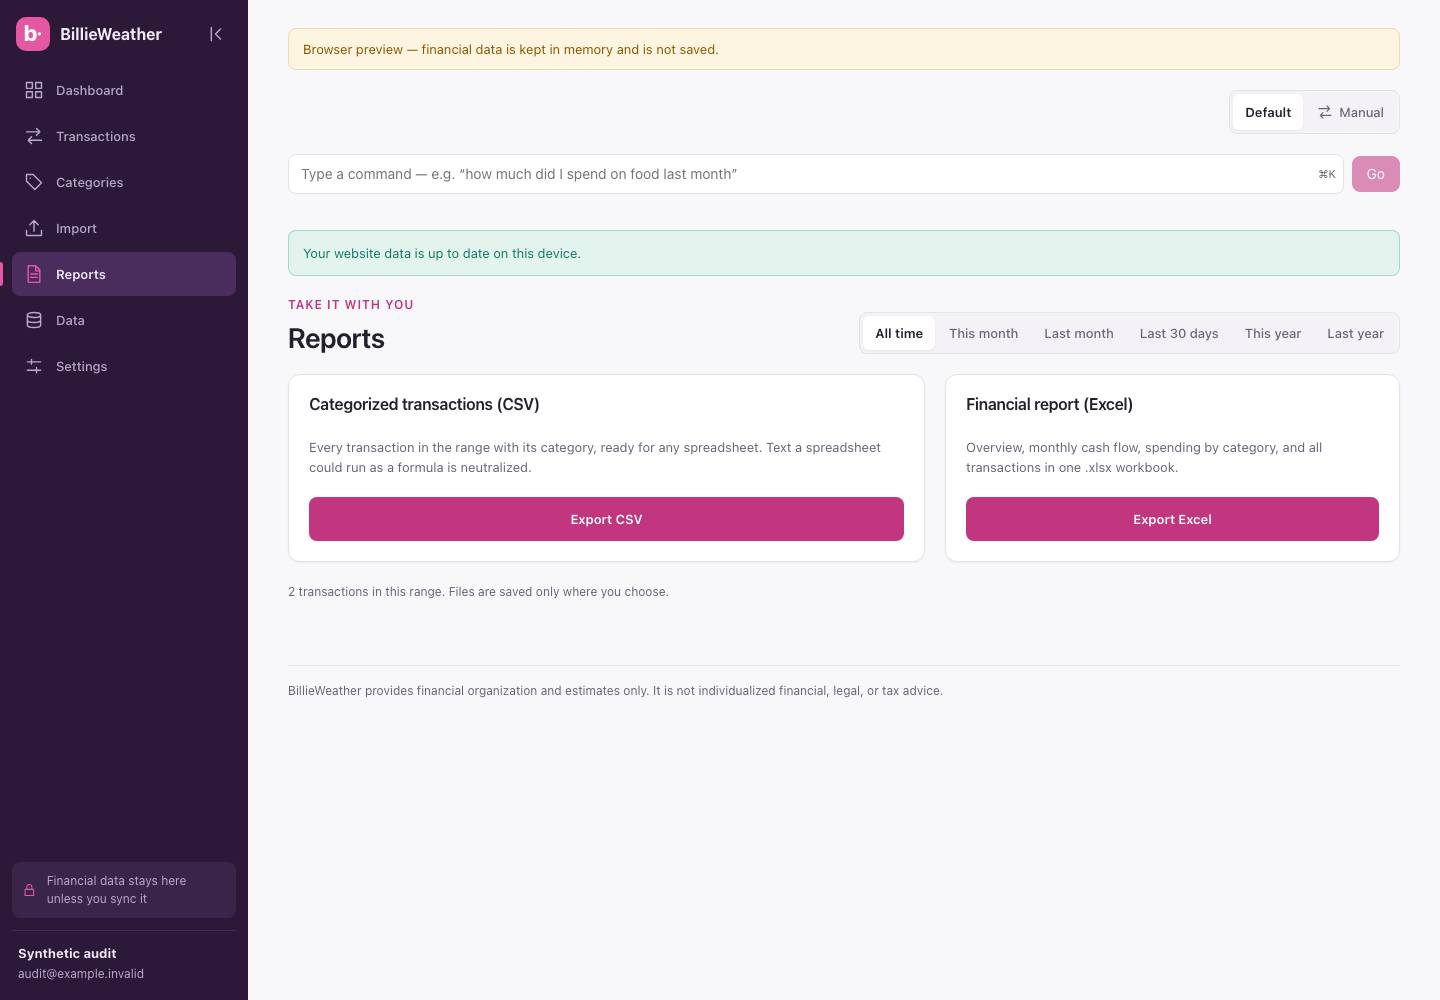 b·
BillieWeather
Dashboard
Transactions
Categories
Import
Reports
Data
Settings
Financial data stays here
unless you sync it
Synthetic audit
audit@example.invalid
Browser preview — financial data is kept in memory and is not saved.
Default
Manual
Type a command — e.g. “how much did I spend on food last month”
⌘K
Go
Your website data is up to date on this device.
TAKE IT WITH YOU
Reports
All time
This month
Last month
Last 30 days
This year
Last year
Categorized transactions (CSV)
Every transaction in the range with its category, ready for any spreadsheet. Text a spreadsheet
could run as a formula is neutralized.
Export CSV
Financial report (Excel)
Overview, monthly cash flow, spending by category, and all
transactions in one .xlsx workbook.
Export Excel
2 transactions in this range. Files are saved only where you choose.
BillieWeather provides financial organization and estimates only. It is not individualized financial, legal, or tax advice.